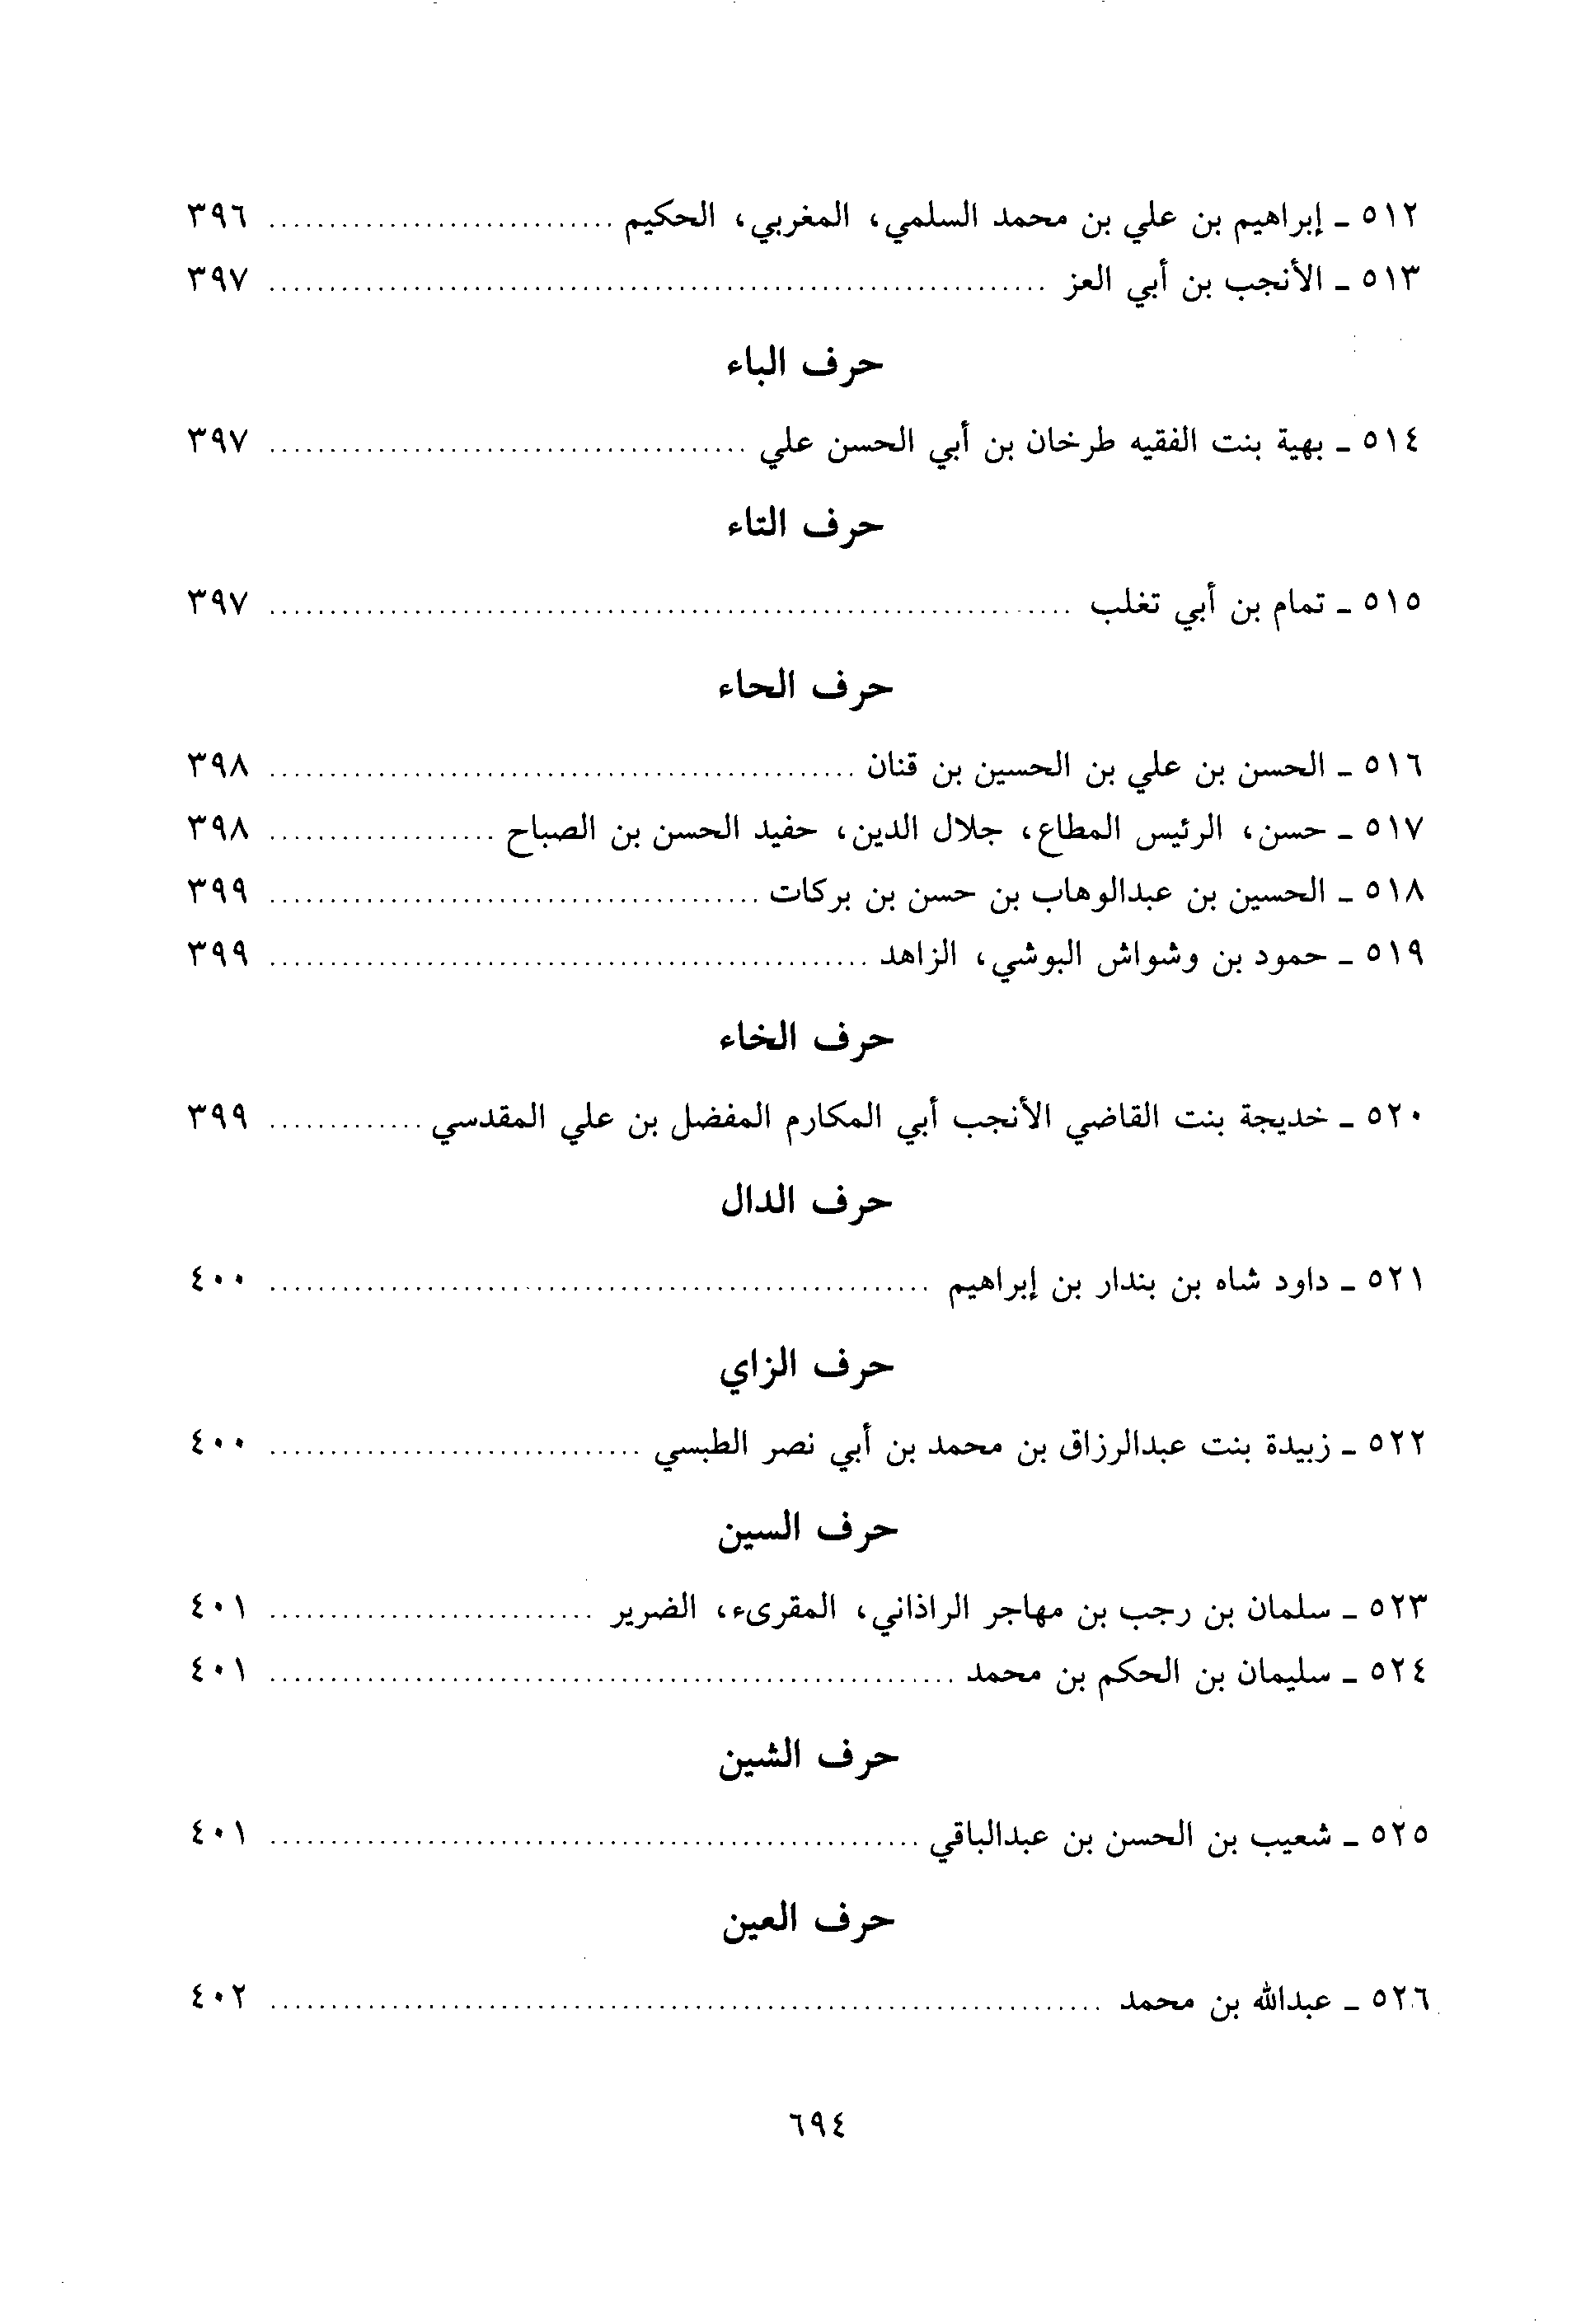 ٥١٢ ـ إبراهيم بن علي بن محمد السلمي، المغربي، الحكيم ............................ ٣٩٦
٥١٣ ـ الأنجب بن أبي العز ................................................................ ٣٩٧
حرف الباء
٥١٤ ـ بهية بنت الفقيه طرخان بن أبي الحسن علي ....................................... ٣٩٧
حرف التاء
٥١٥ ـ تمام بن أبي تغلب .................................................................. ٣٩٧
حرف الحاء
٥١٦ ـ الحسن بن علي بن الحسين بن قنان ................................................ ٣٩٨
٥١٧ ـ حسن، الرئيس المطاع، جلال الدين، حفيد الحسن بن الصباح ................... ٣٩٨
٥١٨ ـ الحسين بن عبدالوهاب بن حسن بن بركات ........................................ ٣٩٩
٥١٩ ـ حمود بن وشواش البوشي، الزاهد ................................................. ٣٩٩
حرف الخاء
٥٢٠ ـ خديجة بنت القاضي الأنجب أبي المكارم المفضل بن علي المقدسي ............. ٣٩٩
حرف الدال
٥٢١ ـ داود شاه بن بندار بن إبراهيم ...................................................... ٤٠٠
حرف الزاي
٥٢٢ ـ زبيدة بنت عبدالرزاق بن محمد بن أبي نصر الطبسي ............................... ٤٠٠
حرف السين
٥٢٣ ـ سلمان بن رجب بن مهاجر الراذاني، المقرىء، الضرير ........................... ٤٠١
٥٢٤ ـ سليمان بن الحكم بن محمد ........................................................ ٤٠١
حرف الشين
٥٢٥ ـ شعيب بن الحسن بن عبدالباقي ..................................................... ٤٠١
حرف العين
٥٢٦ ـ عبدالله بن محمد .................................................................... ٤٠٢
٦٩٤